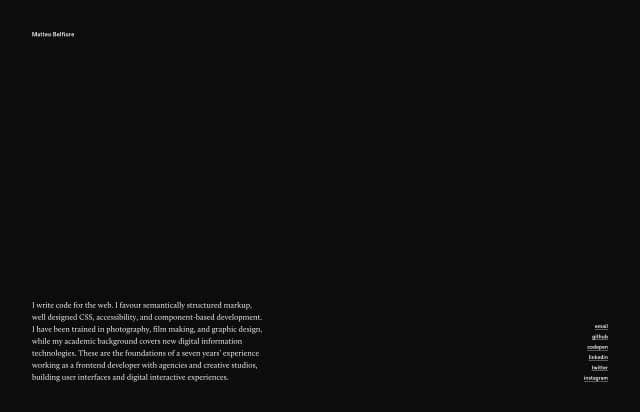 Matteo Belfiore
I write code for the web. I favour semantically structured markup,
well designed CSS, accessibility, and component-based development.
I have been trained in photography, film making, and graphic design,
while my academic background covers new digital information
technologies. These are the foundations of a seven years' experience
working as a frontend developer with agencies and creative studios,
building user interfaces and digital interactive experiences.
email
github
codepen
linkedin
twitter
instagram